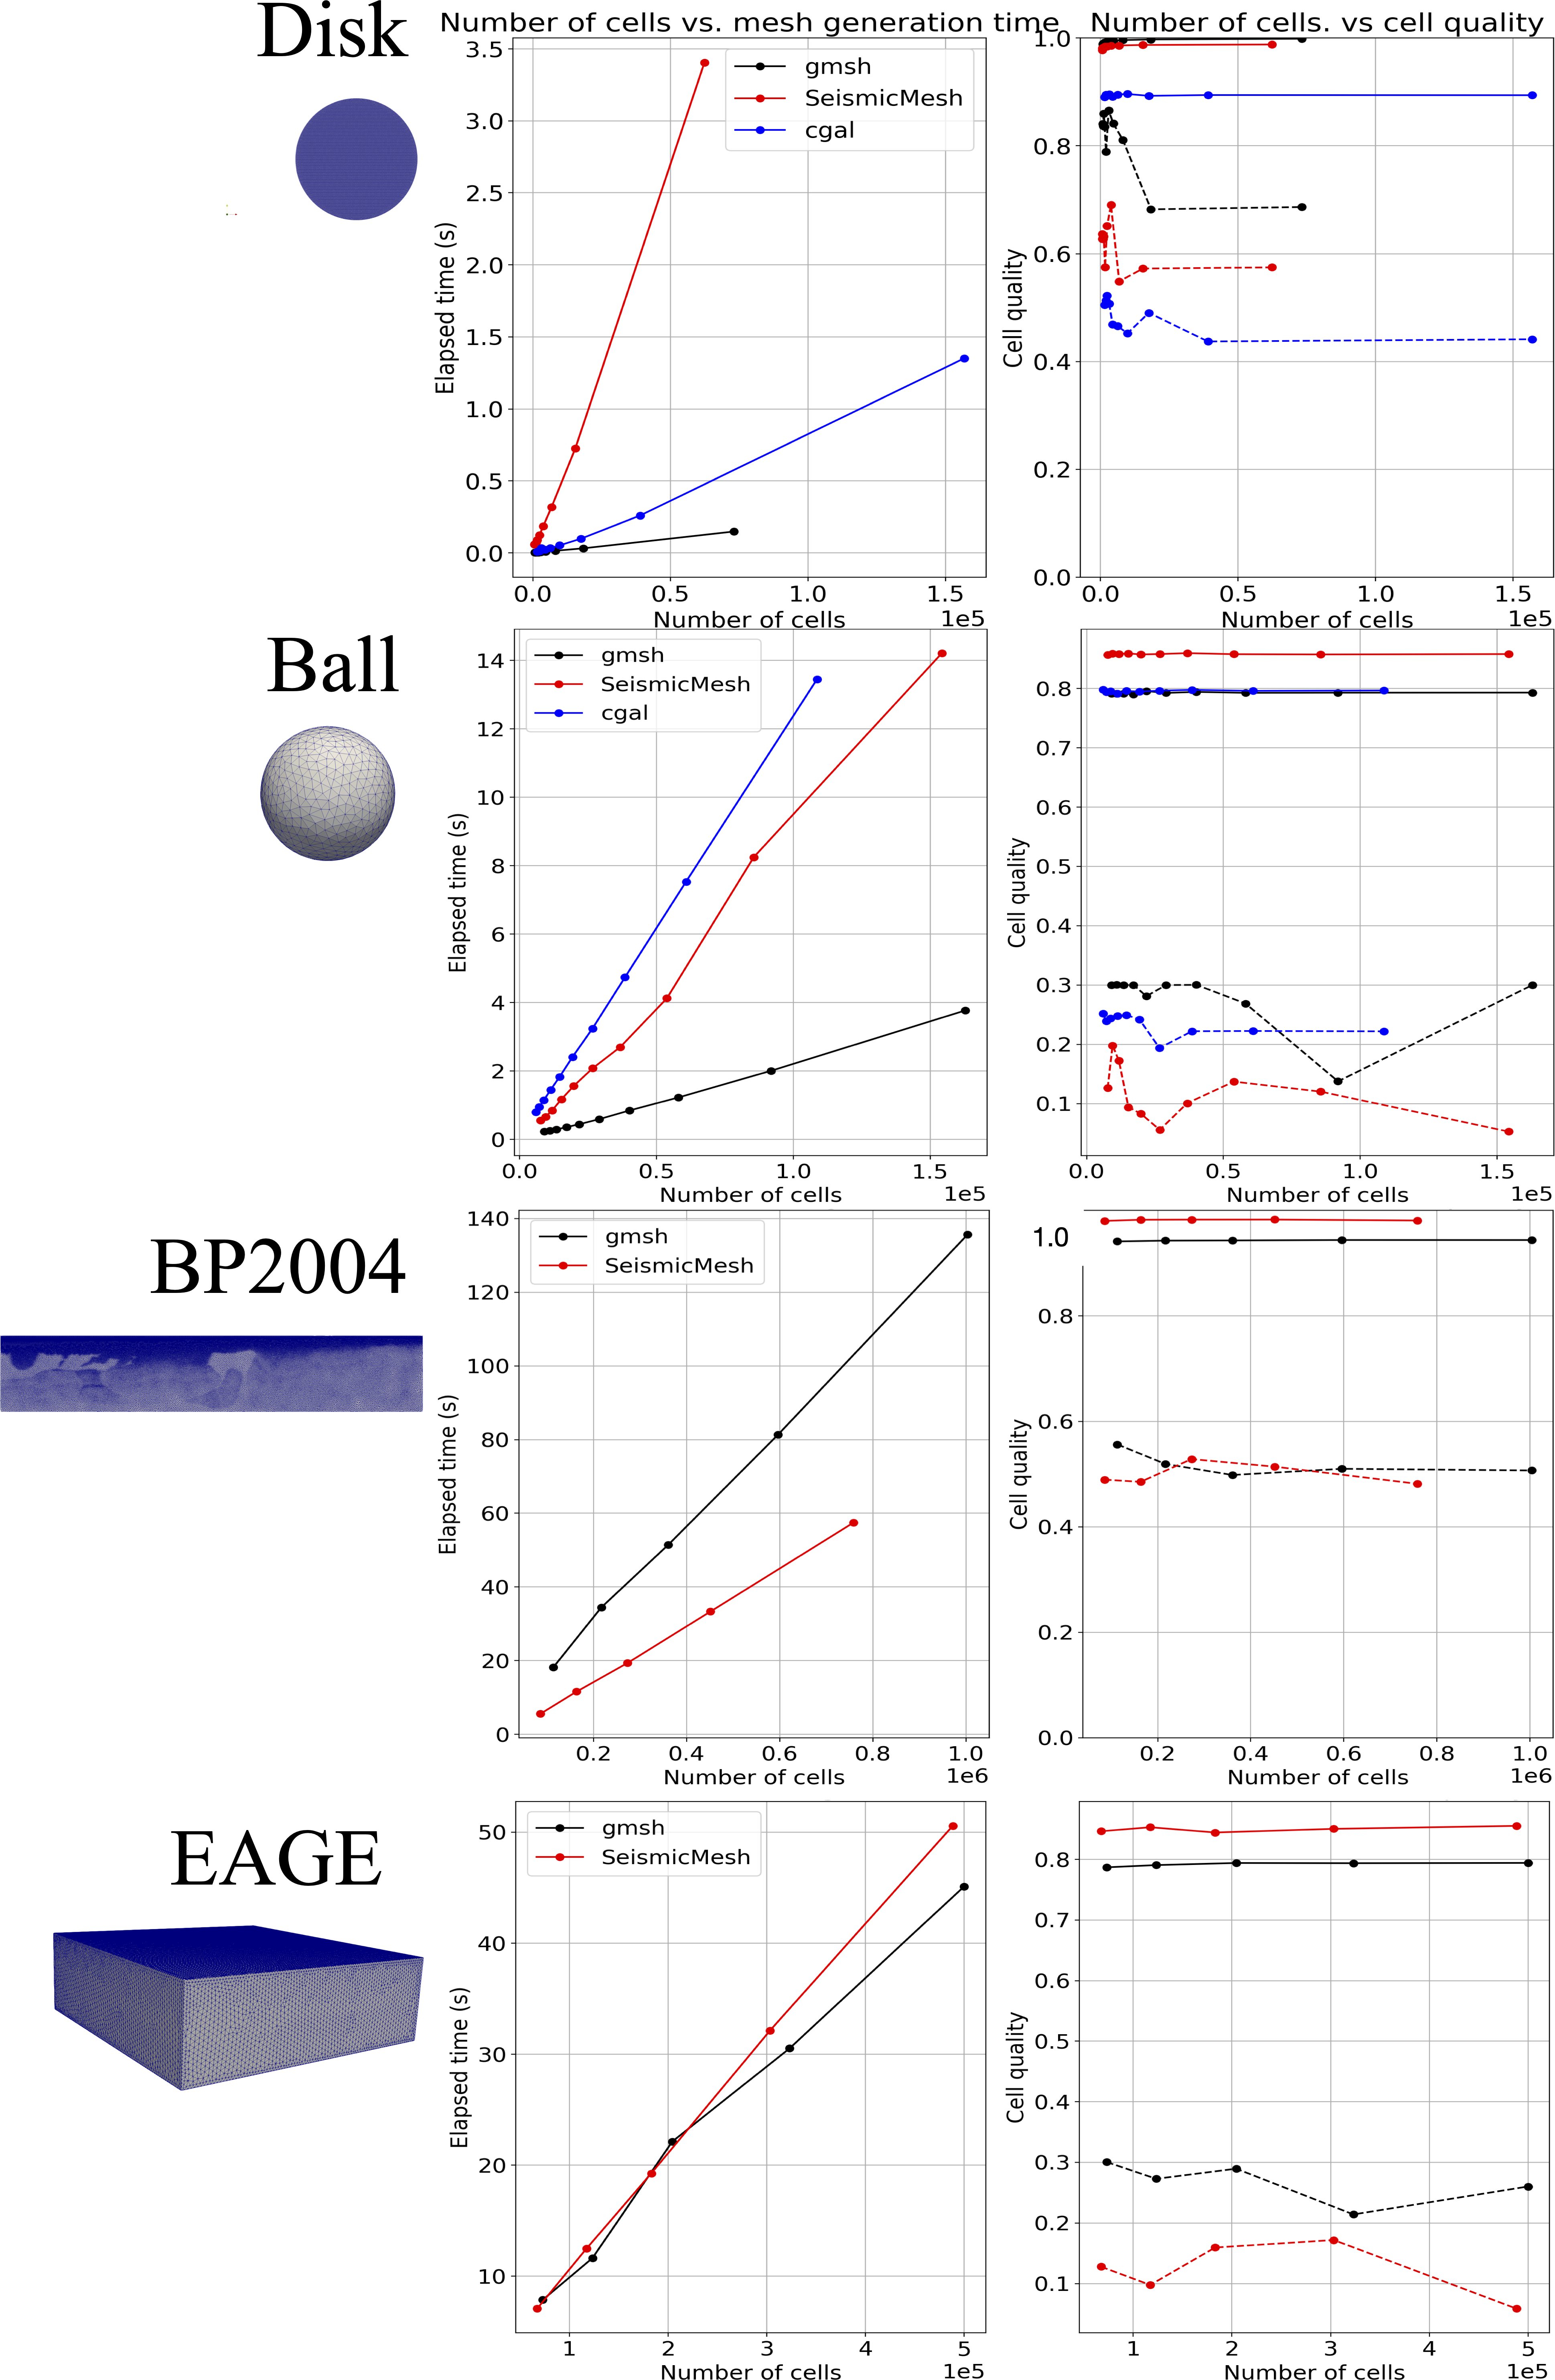 Disk
Number of cells vs. mesh generation time
Number of cells. vs cell quality
3.5
3.0
2.5
2.0
1.5
1.0
0.5
0.0
Elapsed time (s)
gmsh
SeismicMesh
cgal
0.0 0.5 1.0 1.5
Number of cells
1e5
1.0
0.8
0.6
0.4
0.2
0.0
Cell quality
0.0 0.5 1.0 1.5
Number of cells
1e5
Ball
14
12
10
8
6
4
2
0
Elapsed time (s)
gmsh
SeismicMesh
cgal
0.0 0.5 1.0 1.5
Number of cells
1e5
0.8
0.7
0.6
0.5
0.4
0.3
0.2
0.1
Cell quality
0.0 0.5 1.0 1.5
Number of cells
1e5
BP2004
140
120
100
80
60
40
20
0
Elapsed time (s)
gmsh
SeismicMesh
0.2 0.4 0.6 0.8 1.0
Number of cells
1e6
1.0
0.8
0.6
0.4
0.2
0.0
Cell quality
0.2 0.4 0.6 0.8 1.0
Number of cells
1e6
EAGE
50
40
30
20
10
Elapsed time (s)
gmsh
SeismicMesh
1 2 3 4 5
Number of cells
1e5
0.8
0.7
0.6
0.5
0.4
0.3
0.2
0.1
Cell quality
1 2 3 4 5
Number of cells
1e5